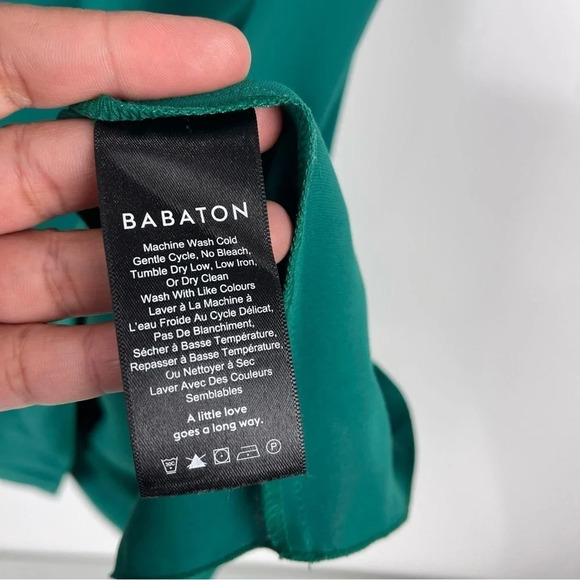 BABATON
Machine Wash Cold
Gentle Cycle, No Bleach,
Tumble Dry Low, Low Iron,
Or Dry Clean
Wash With Like Colours
Laver à La Machine à
L'eau Froide Au Cycle Délicat,
Pas De Blanchiment,
Sécher à Basse Température,
Repasser à Basse Température,
Ou Nettoyer à Sec
Laver Avec Des Couleurs
Semblables
A little love
goes a long way.
P